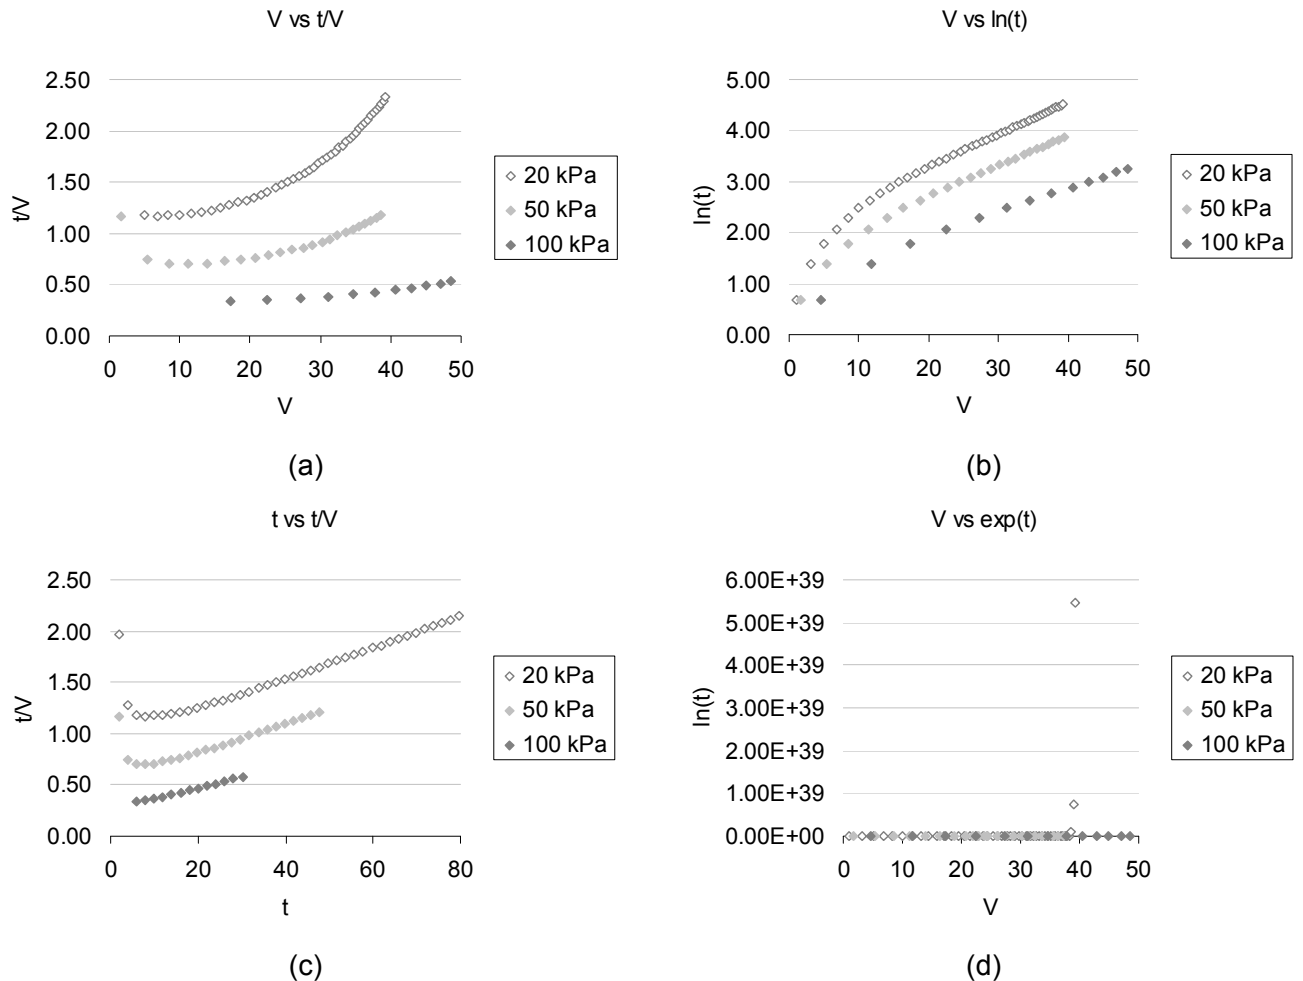 V vs t/V
2.50
2.00
1.50
1.00
0.50
0.00
t/V
0 10 20 30 40 50
V
20 kPa
50 kPa
100 kPa
(a)
V vs ln(t)
5.00
4.00
3.00
2.00
1.00
0.00
ln(t)
0 10 20 30 40 50
V
20 kPa
50 kPa
100 kPa
(b)
t vs t/V
2.50
2.00
1.50
1.00
0.50
0.00
t/V
0 20 40 60 80
t
20 kPa
50 kPa
100 kPa
(c)
V vs exp(t)
6.00E+39
5.00E+39
4.00E+39
3.00E+39
2.00E+39
1.00E+39
0.00E+00
ln(t)
0 10 20 30 40 50
V
20 kPa
50 kPa
100 kPa
(d)